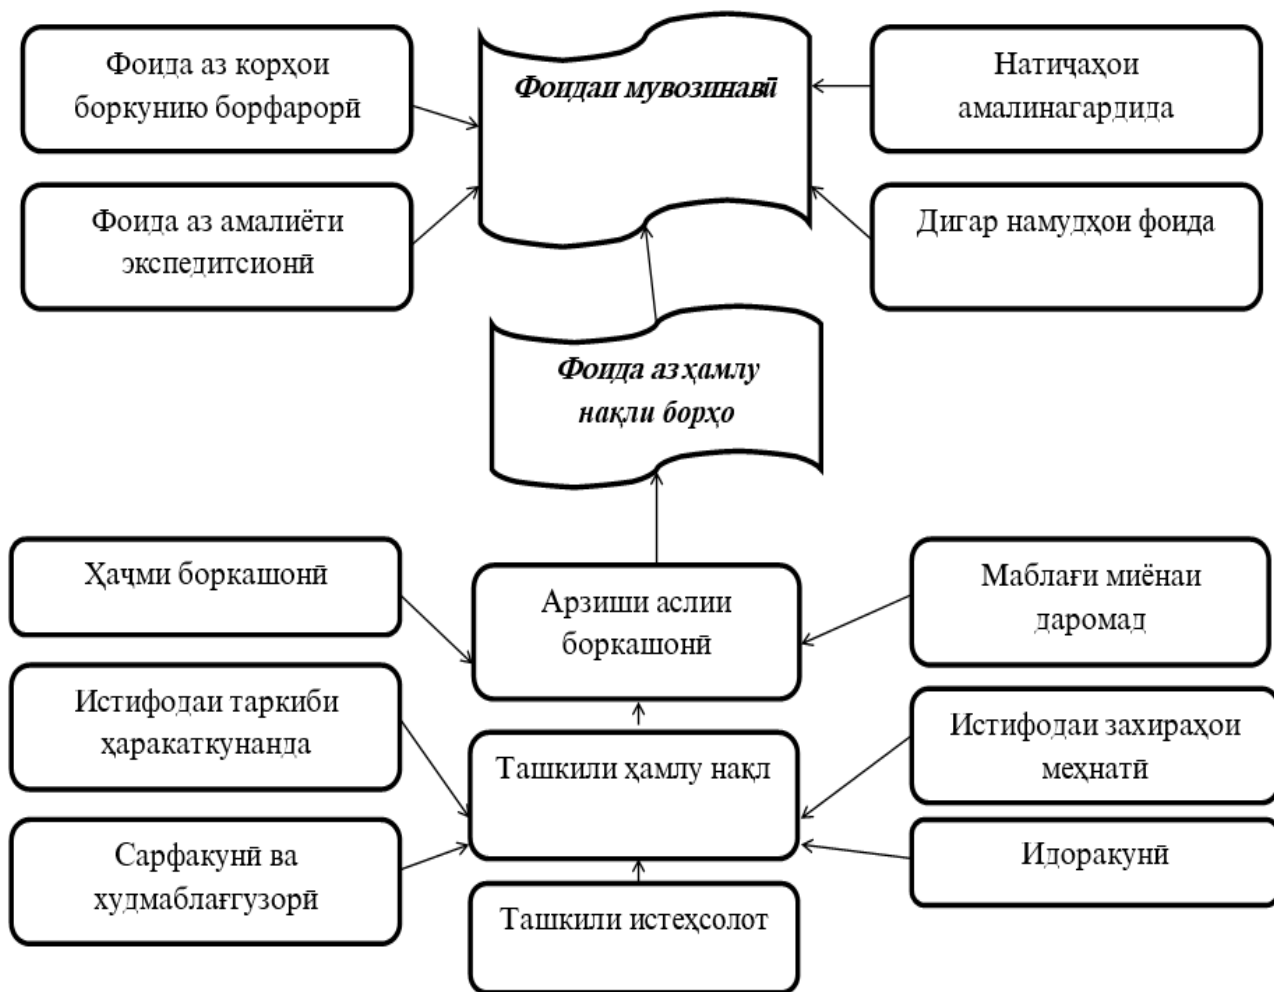 Фоида аз корҳои
боркунию борфарорӣ
Фоидаи мувозинавӣ
Натиҷаҳои
амалинагардида
Фоида аз амалиёти
экспедитсионӣ
Дигар намудҳои фоида
Фоида аз ҳамлу
нақли борҳо
Ҳаҷми боркашонӣ
Арзиши аслии
боркашонӣ
Маблағи миёнаи
даромад
Истифодаи таркиби
ҳаракаткунанда
Ташкили ҳамлу нақл
Истифодаи захираҳои
меҳнатӣ
Сарфакунӣ ва
худмаблағгузорӣ
Идоракунӣ
Ташкили истеҳсолот